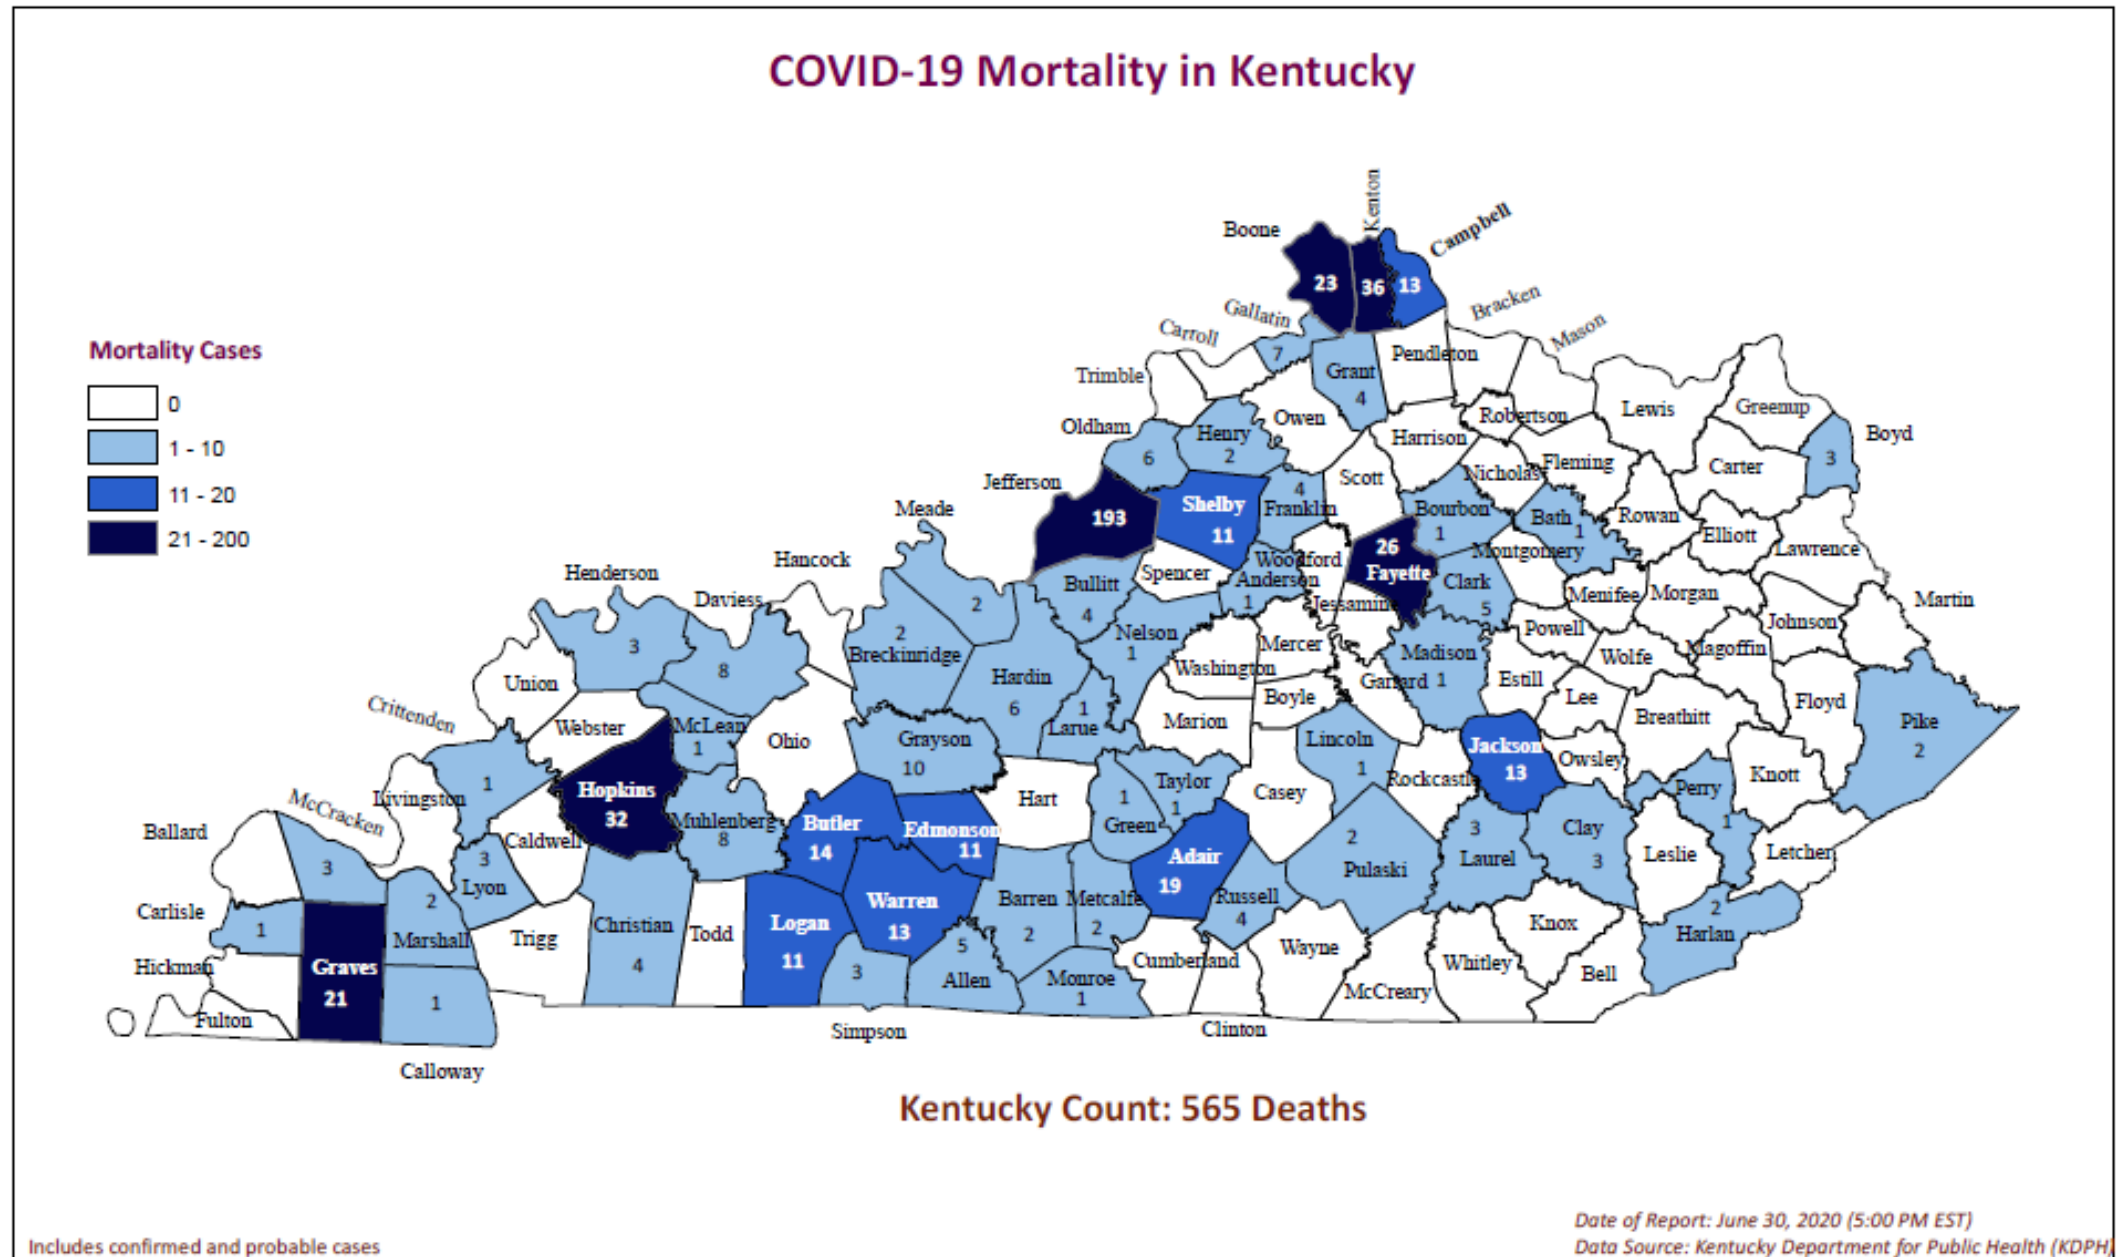 COVID-19 Mortality in Kentucky
Mortality Cases
0
1 - 10
11 - 20
21 - 200
Kenton
36
Boone
23
Campbell
13
Bracken
Mason
Gallatin
7
Carroll
Trimble
Grant
4
Pendleton
Oldham
6
Henry
2
Owen
Harrison
Robertson
Lewis
Greenup
Boyd
3
Jefferson
193
Shelby
11
4
Franklin
Scott
Nicholas
Fleming
Carter
Meade
2
Bourbon
1
Bath
1
Rowan
Elliott
Lawrence
Montgomery
26
Fayette
Woodford
Anderson
1
Spencer
Bullitt
4
Clark
5
Menifee
Morgan
Martin
Hancock
Henderson
3
Daviess
8
2
Breckinridge
Nelson
1
Jessamin
Mercer
Washington
Madison
1
Powell
Wolfe
Magoffin
Johnson
Union
Hardin
6
1
Larue
Boyle
Garrard
Estill
Lee
Breathitt
Floyd
Pike
2
Crittenden
1
Webster
McLean
1
Ohio
Grayson
10
Marion
Lincoln
1
Jackson
13
Owsley
Knott
Rockcastl
Perry
1
Hopkins
32
Livingston
McCracken
3
Ballard
Caldwell
Muhlenberg
8
Butler
14
Edmonson
11
Hart
1
Green
Taylor
1
Casey
2
Pulaski
3
Laurel
Clay
3
Leslie
Letcher
3
Lyon
Adair
19
Carlisle
1
2
Marshall
Christian
4
Todd
Logan
11
Warren
13
Barren
2
Metcalfe
2
Russell
4
Knox
2
Harlan
Hickman
Graves
21
Trigg
3
5
Allen
Monroe
1
Cumberland
Wayne
McCreary
Whitley
Bell
Fulton
1
Calloway
Simpson
Clinton
Kentucky Count: 565 Deaths
Date of Report: June 30, 2020 (5:00 PM EST)
Includes confirmed and probable cases
Data Source: Kentucky Department for Public Health (KDPH)